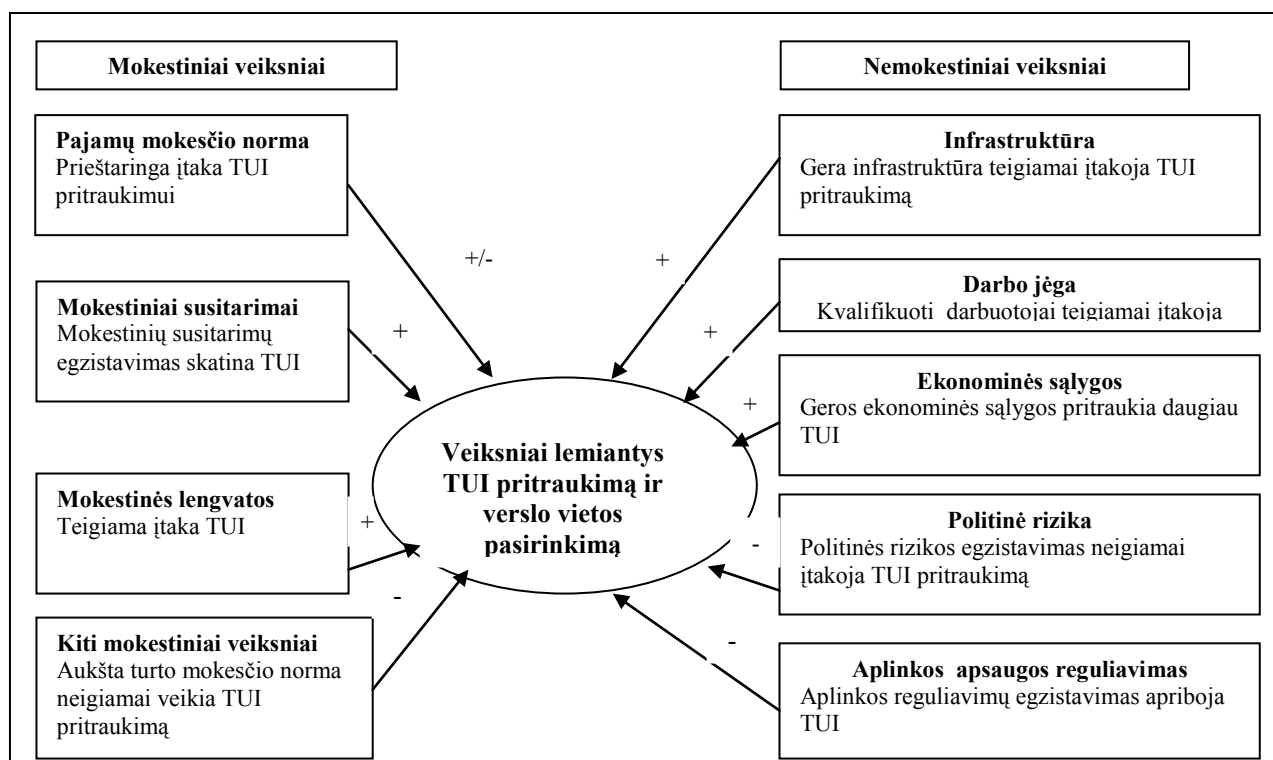 Mokestiniai veiksniai
Pajamų mokesčio norma
Prieštaringa įtaka TUI
pritraukimui
+/-
Mokestiniai susitarimai
Mokestinių susitarimų
egzistavimas skatina TUI
+
Mokestinės lengvatos
Teigiama įtaka TUI
+
Kiti mokestiniai veiksniai
Aukšta turto mokesčio norma
neigiamai veikia TUI
pritraukimą
-
Veiksniai lemiantys
TUI pritraukimą ir
verslo vietos
pasirinkimą
Nemokestiniai veiksniai
Infrastruktūra
Gera infrastruktūra teigiamai įtakoja TUI
pritraukimą
+
Darbo jėga
Kvalifikuoti darbuotojai teigiamai įtakoja
+
Ekonominės sąlygos
Geros ekonominės sąlygos pritraukia daugiau
TUI
+
Politinė rizika
Politinės rizikos egzistavimas neigiamai
įtakoja TUI pritraukimą
-
Aplinkos apsaugos reguliavimas
Aplinkos reguliavimų egzistavimas apriboja
TUI
-